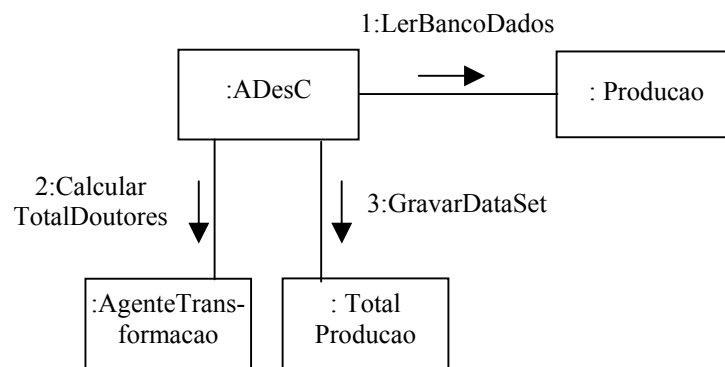 1:LerBancoDados
:ADesC
: Producao
2:Calcular
TotalDoutores
3:GravarDataSet
:AgenteTrans-
formacao
: Total
Producao